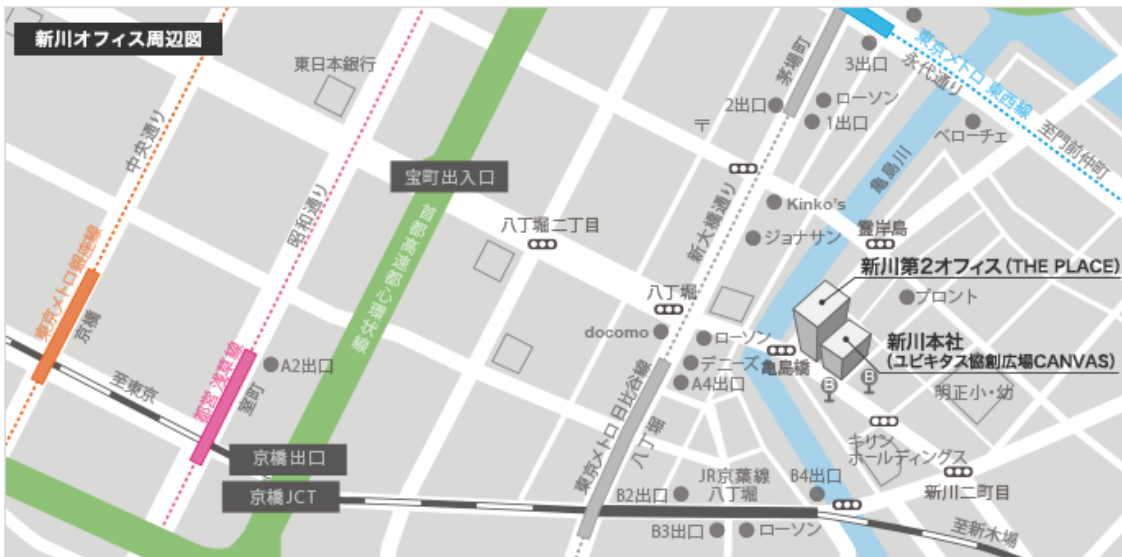 新川オフィス周辺図
東日本銀行
中央通り
昭和通り
宝町出入口
首都高速都心環状線
八丁堀二丁目
〒
茅場町
2出口
ローソン
1出口
3出口
永代通り
東京メトロ 東西線
至門前仲町
ベローチェ
亀島川
新大橋通り
Kinko's
ジョナサン
霊岸島
新川第2オフィス(THE PLACE)
プロント
新川本社
(ユビキタス協創広場CANVAS)
八丁堀
docomo
ローソン
デニーズ
A4出口
亀島橋
B
B
明正小・幼
キリン
ホールディングス
新川二丁目
東京メトロ銀座線
京橋
至東京
都営 浅草線
室町
A2出口
京橋出口
京橋JCT
東京メトロ 日比谷線
八丁堀
JR京葉線
八丁堀
B2出口
B4出口
B3出口
ローソン
至新木場